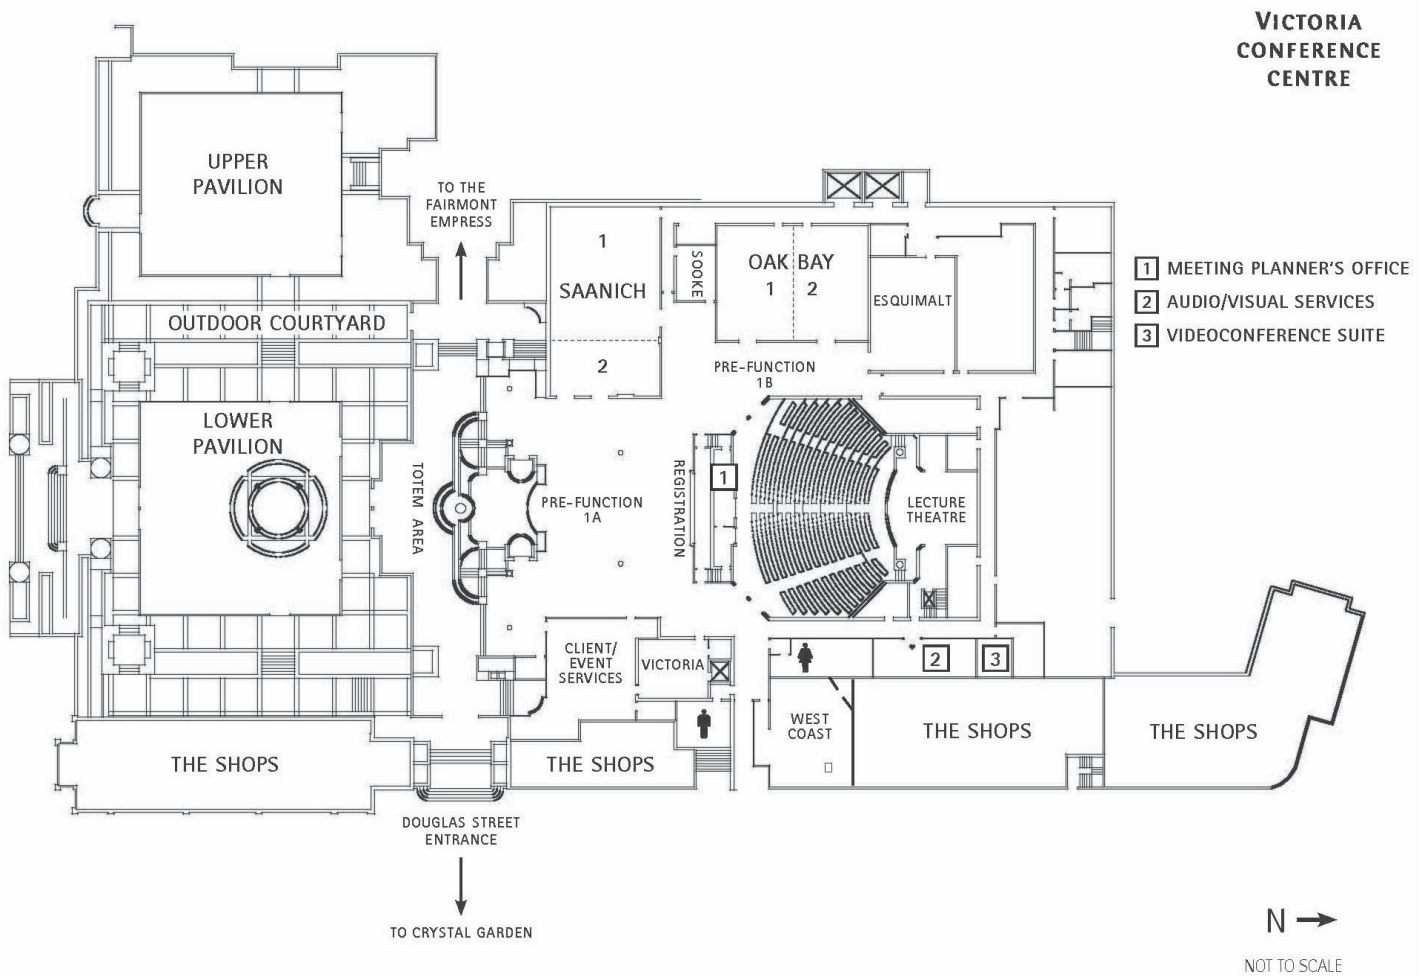 VICTORIA
CONFERENCE
CENTRE
UPPER
PAVILION
TO THE
FAIRMONT
EMPRESS
1
SAANICH
2
SOOKE
OAK BAY
1 2
ESQUIMALT
1 MEETING PLANNER'S OFFICE
2 AUDIO/VISUAL SERVICES
3 VIDEOCONFERENCE SUITE
OUTDOOR COURTYARD
PRE-FUNCTION
1B
LOWER
PAVILION
TOTEM AREA
PRE-FUNCTION
1A
REGISTRATION
1
LECTURE
THEATRE
CLIENT/
EVENT
SERVICES
VICTORIA
2
3
WEST
COAST
THE SHOPS
THE SHOPS
THE SHOPS
THE SHOPS
DOUGLAS STREET
ENTRANCE
TO CRYSTAL GARDEN
N
NOT TO SCALE